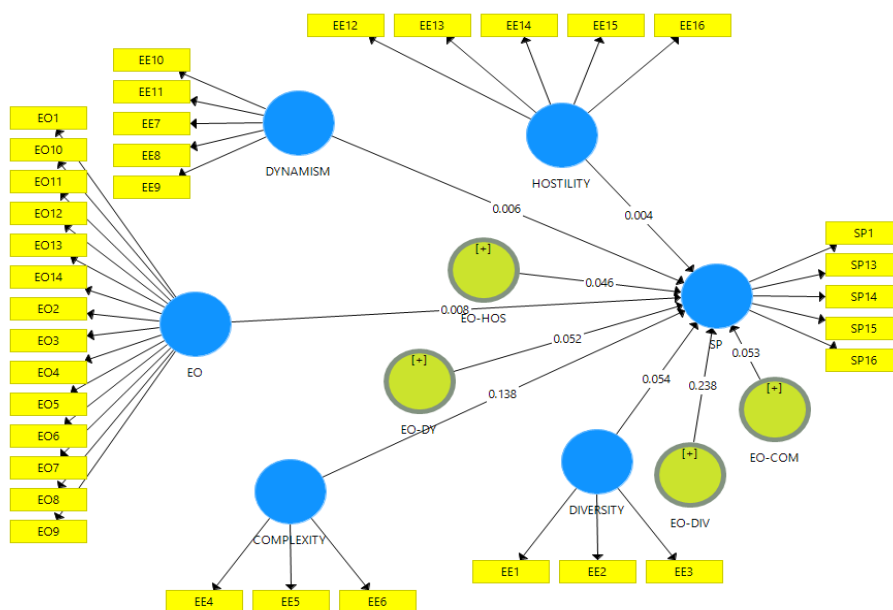 EE12
EE13
EE14
EE15
EE16
EE10
EE11
EE7
EE8
EE9
DYNAMISM
HOSTILITY
EO1
EO10
EO11
EO12
EO13
EO14
EO2
EO3
EO4
EO5
EO6
EO7
EO8
EO9
EO
0.006
0.004
[+]
EO-HOS
0.046
0.008
SP1
SP13
SP14
SP15
SP16
SP
[+]
EO-DY
0.052
0.138
0.054
0.238
0.053
[+]
EO-COM
[+]
EO-DIV
COMPLEXITY
DIVERSITY
EE1
EE2
EE3
EE4
EE5
EE6